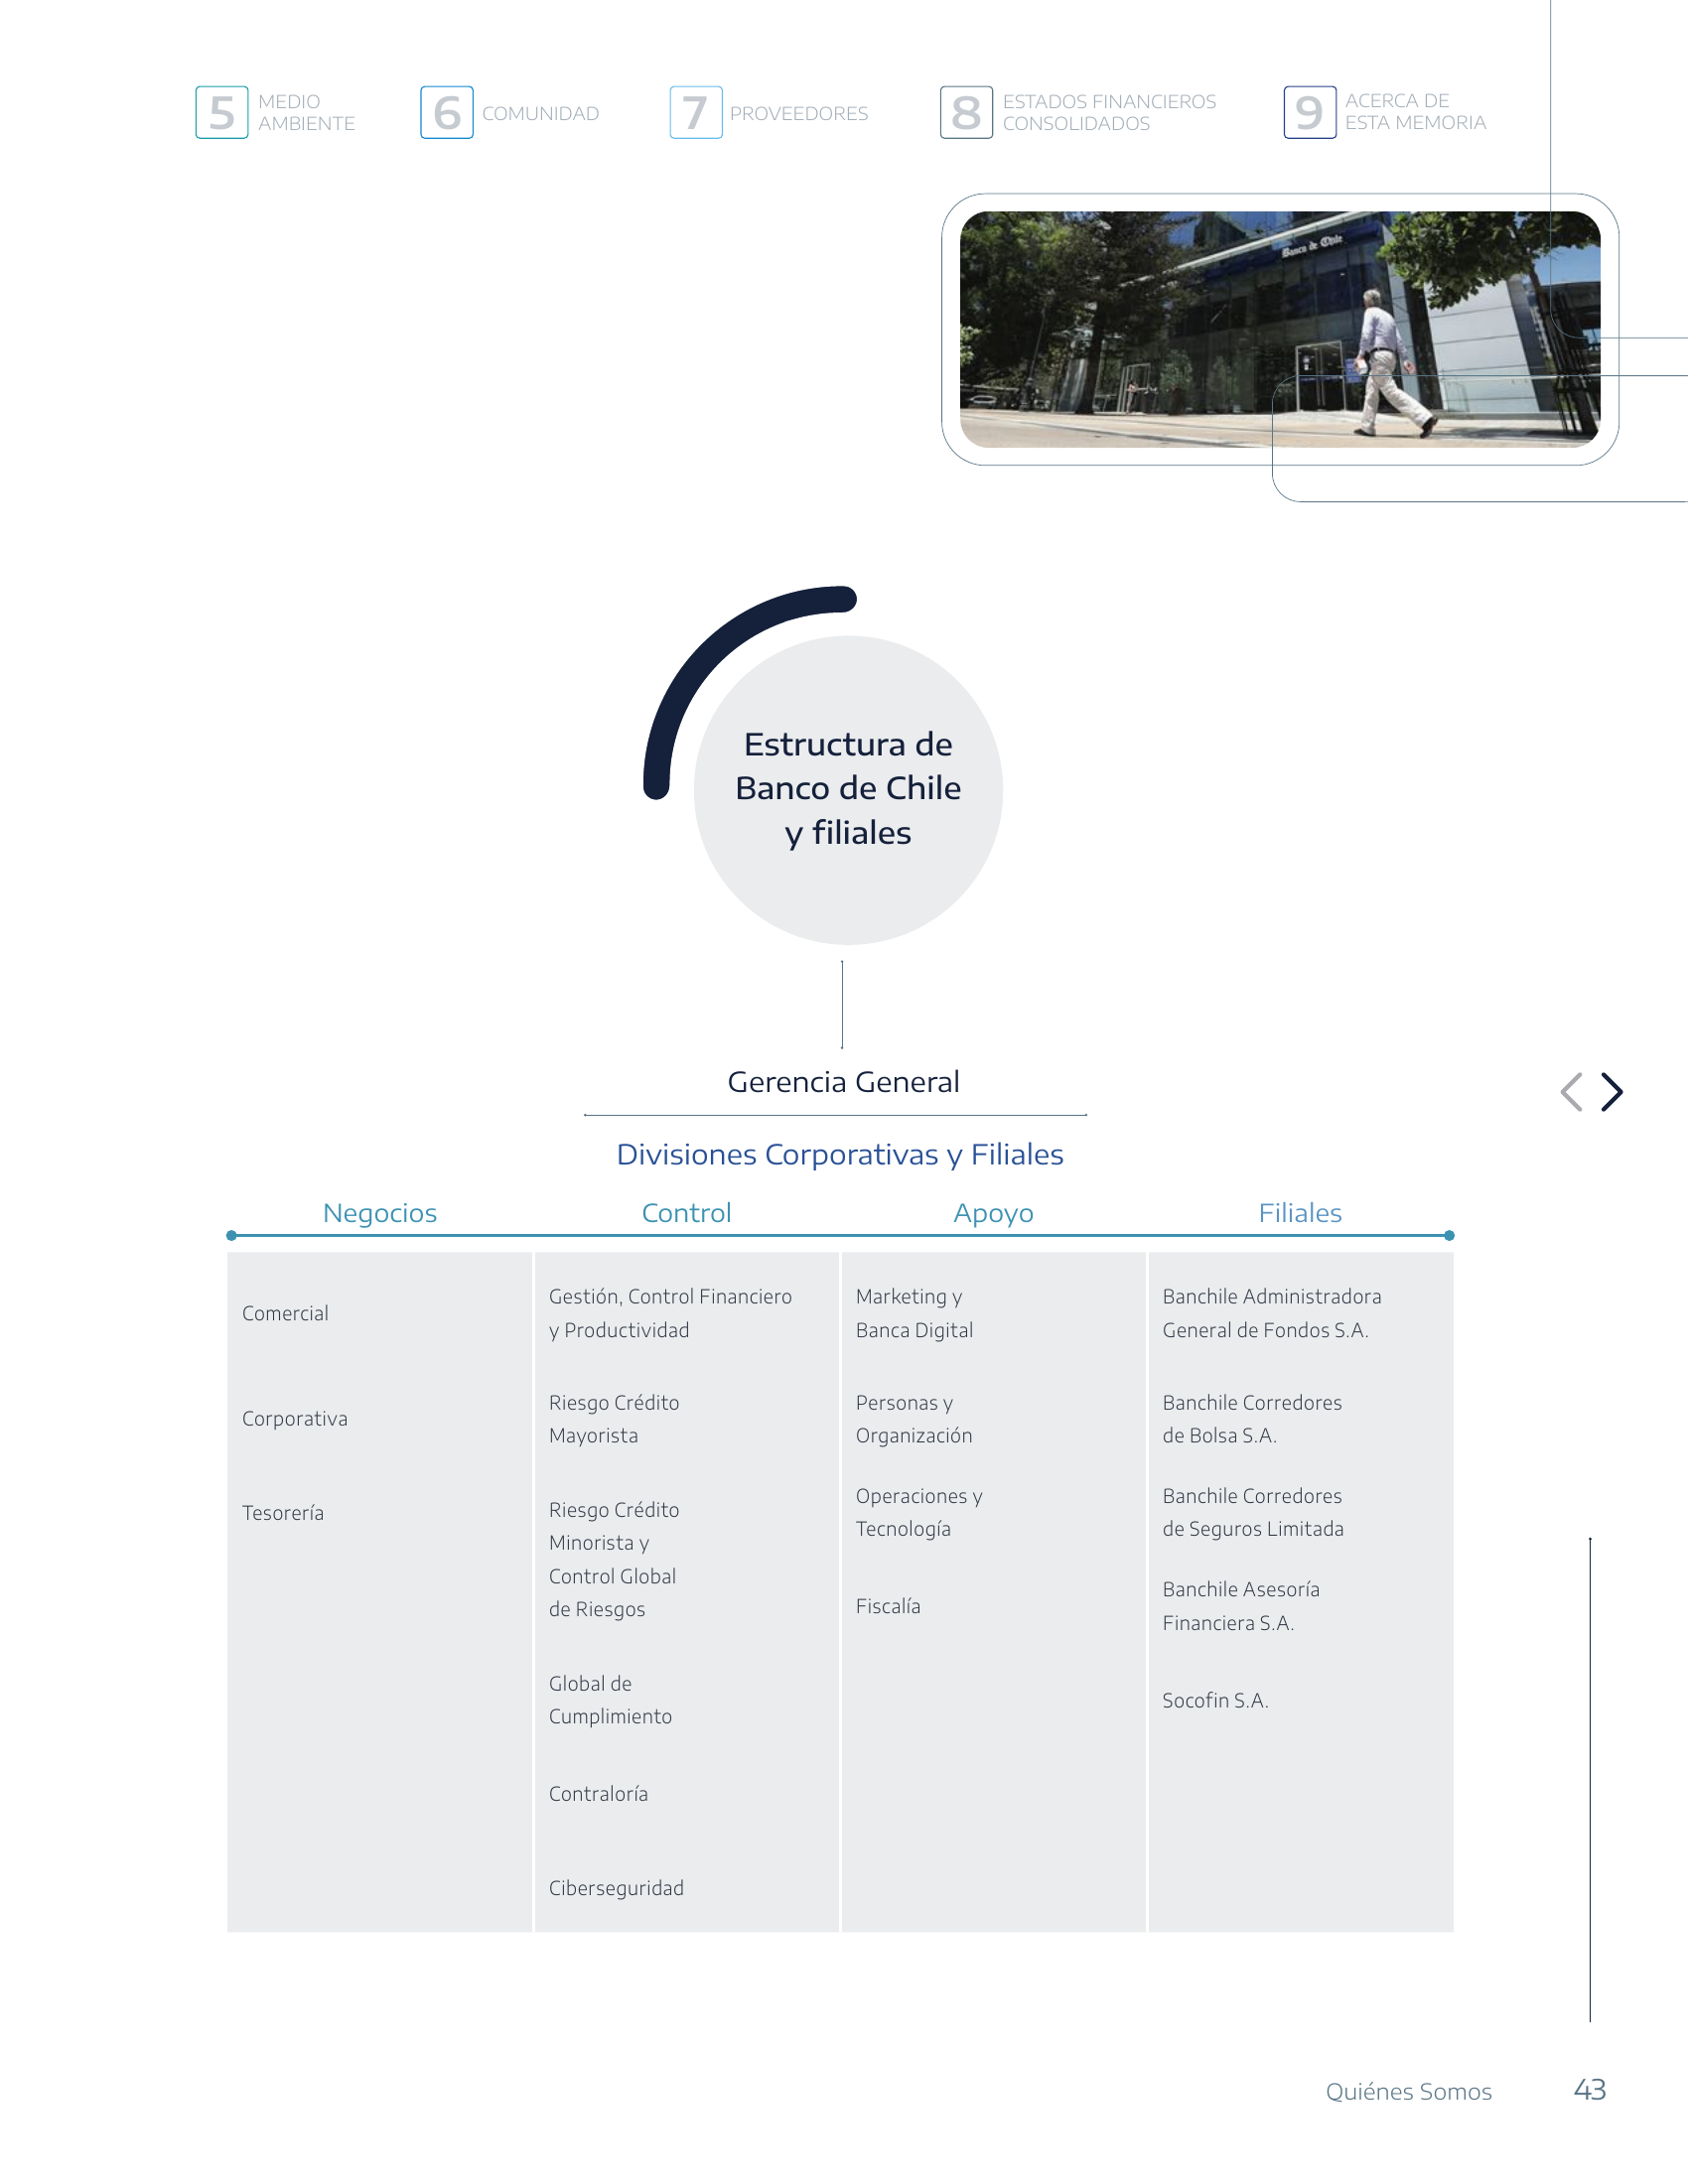 5 MEDIO
AMBIENTE
6 COMUNIDAD
7 PROVEEDORES
8 ESTADOS FINANCIEROS
CONSOLIDADOS
9 ACERCA DE
ESTA MEMORIA
Banco de Chile
Estructura de
Banco de Chile
y filiales
Gerencia General
Divisiones Corporativas y Filiales
Negocios
Comercial
Corporativa
Tesorería
Control
Gestión, Control Financiero
y Productividad
Riesgo Crédito
Mayorista
Riesgo Crédito
Minorista y
Control Global
de Riesgos
Global de
Cumplimiento
Contraloría
Ciberseguridad
Apoyo
Marketing y
Banca Digital
Personas y
Organización
Operaciones y
Tecnología
Fiscalía
Filiales
Banchile Administradora
General de Fondos S.A.
Banchile Corredores
de Bolsa S.A.
Banchile Corredores
de Seguros Limitada
Banchile Asesoría
Financiera S.A.
Socofin S.A.
Quiénes Somos 43